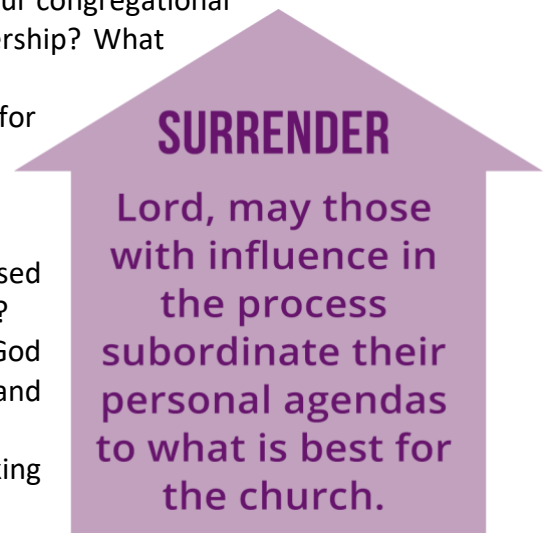 ur congregational
ership? What
for
SURRENDER
Lord, may those
with influence in
the process
subordinate their
personal agendas
to what is best for
the church.
sed
?
God
and
ing